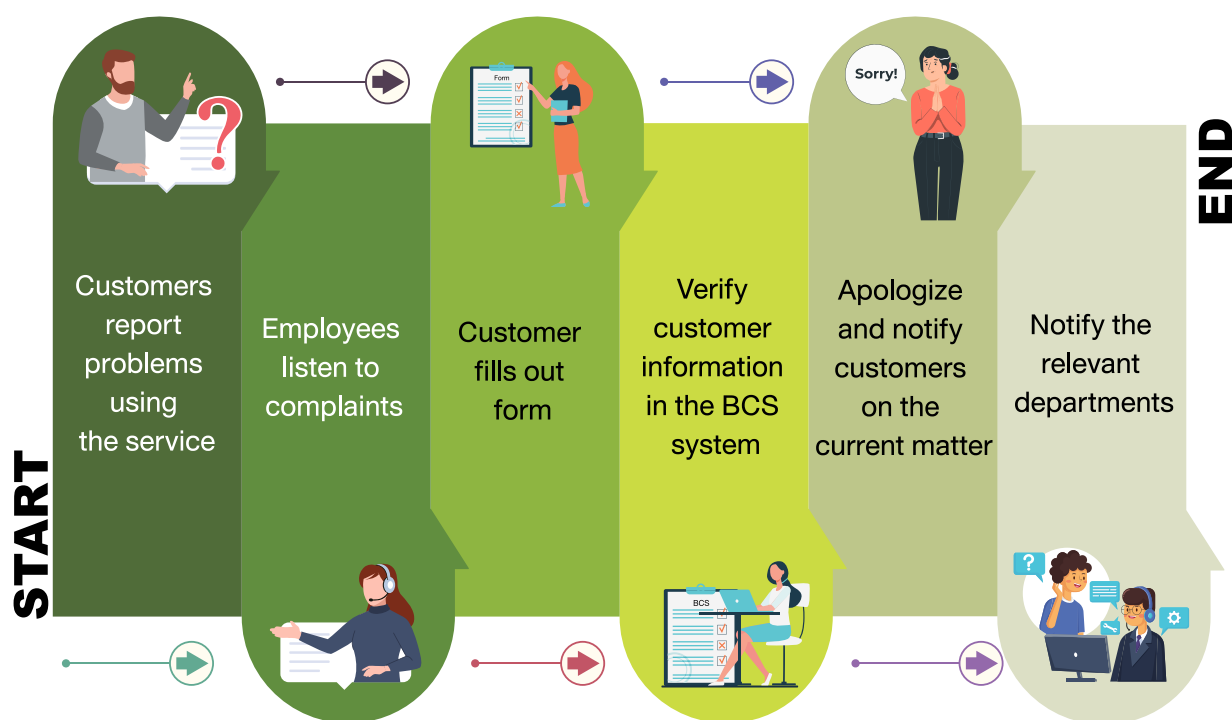 START
Customers
report
problems
using
the service
Employees
listen to
complaints
Form
Customer
fills out
form
Verify
customer
information
in the BCS
system
BCS
Sorry!
Apologize
and notify
customers
on the
current matter
Notify the
relevant
departments
?
END